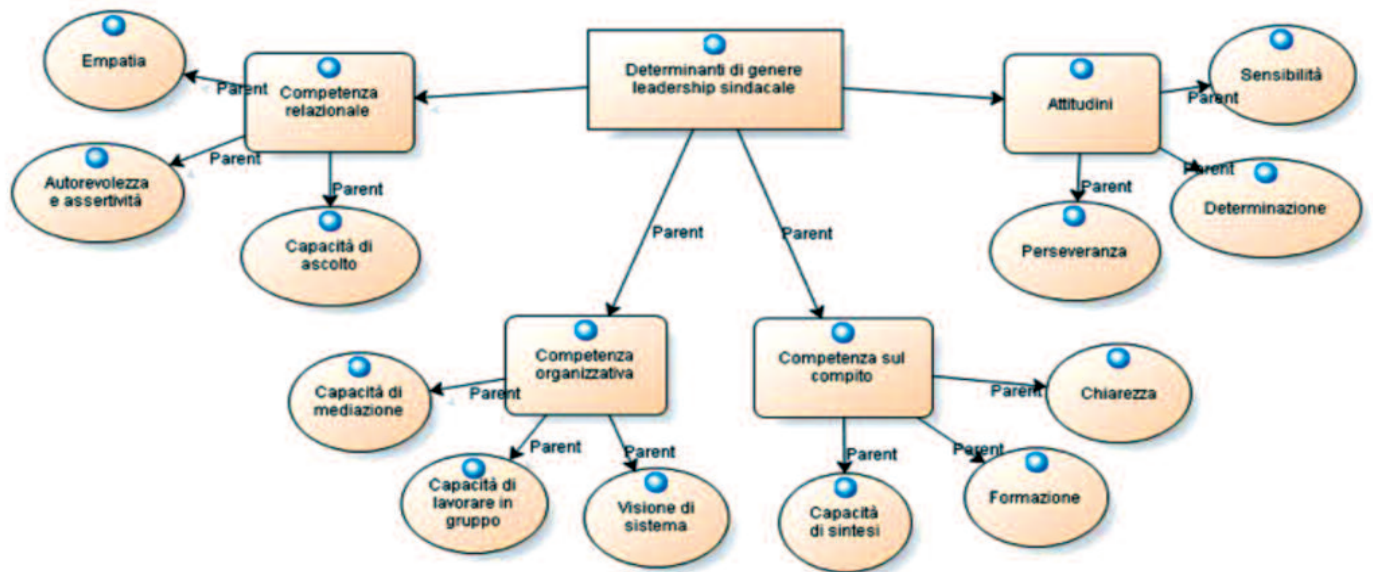 Empatia
Parent
Competenza
relazionale
Parent
Autorevolezza
e assertività
Parent
Capacità di
ascolto
Determinanti di genere
leadership sindacale
Attitudini
Parent
Sensibilità
Parent
Determinazione
Parent
Perseveranza
Parent
Parent
Competenza
organizzativa
Parent
Capacità di
mediazione
Parent
Capacità di
lavorare in
gruppo
Parent
Visione di
sistema
Competenza sul
compito
Parent
Chiarezza
Parent
Formazione
Parent
Capacità
di sintesi